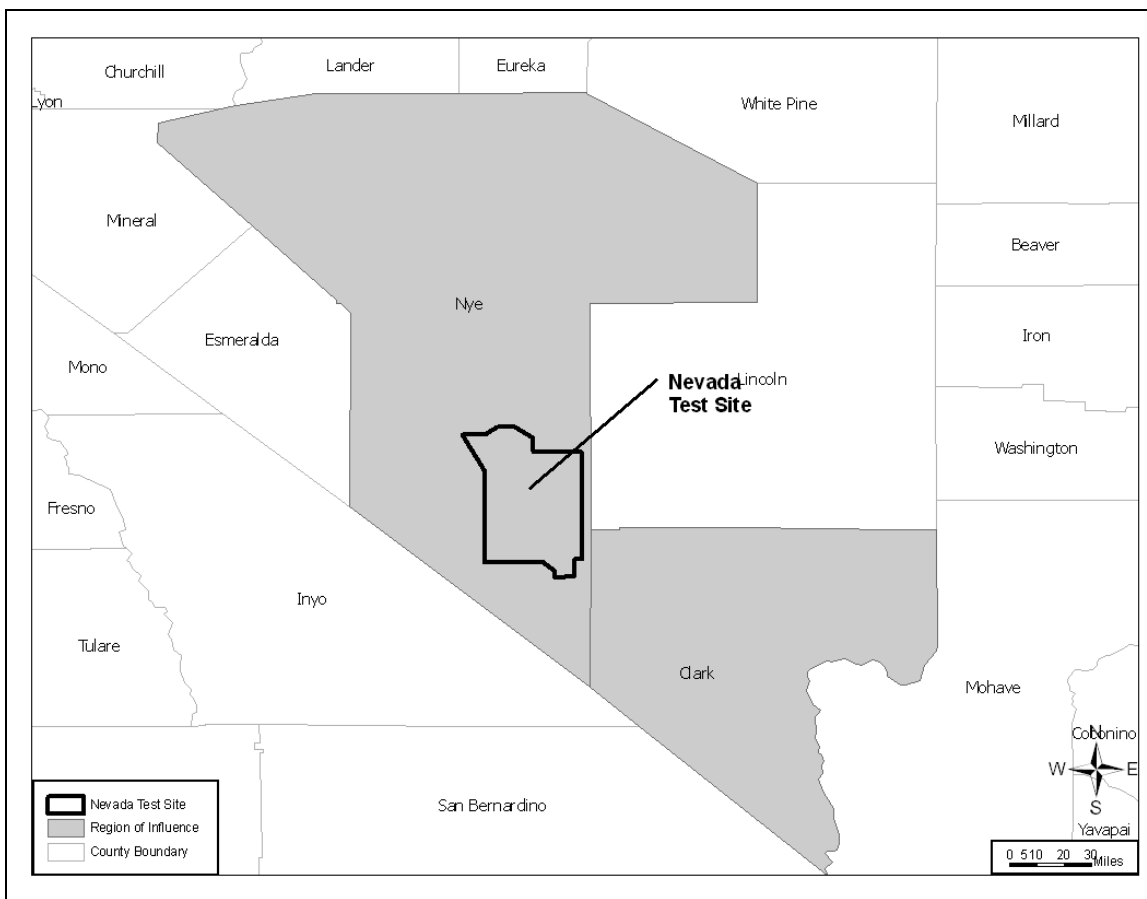 Churchill
Lander
Eureka
Lyon
White Pine
Millard
Mineral
Beaver
Nye
Esmeralda
Iron
Mono
Nevada
Test Site
Lincoln
Washington
Fresno
Inyo
Tulare
Clark
Mohave
Coconino
N
W
E
S
San Bernardino
Yavapai
Nevada Test Site
Region of Influence
County Boundary
0 5 10 20 30
Miles